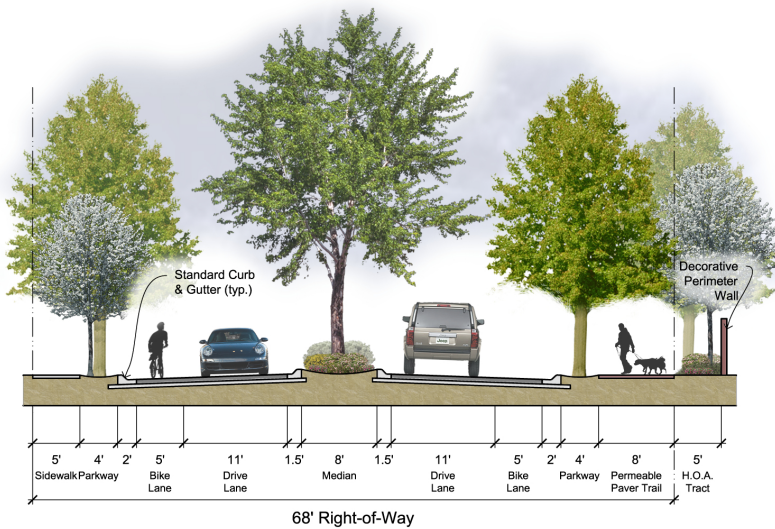 Standard Curb
& Gutter (typ.)
Decorative
Perimeter
Wall
Jeep
5' 4' 2' 5' 11' 1.5' 8' 1.5' 11' 5' 2' 4' 8' 5'
Sidewalk Parkway Bike Drive Median Drive Bike Parkway Permeable H.O.A.
Lane Lane Lane Lane Paver Trail Tract
68' Right-of-Way